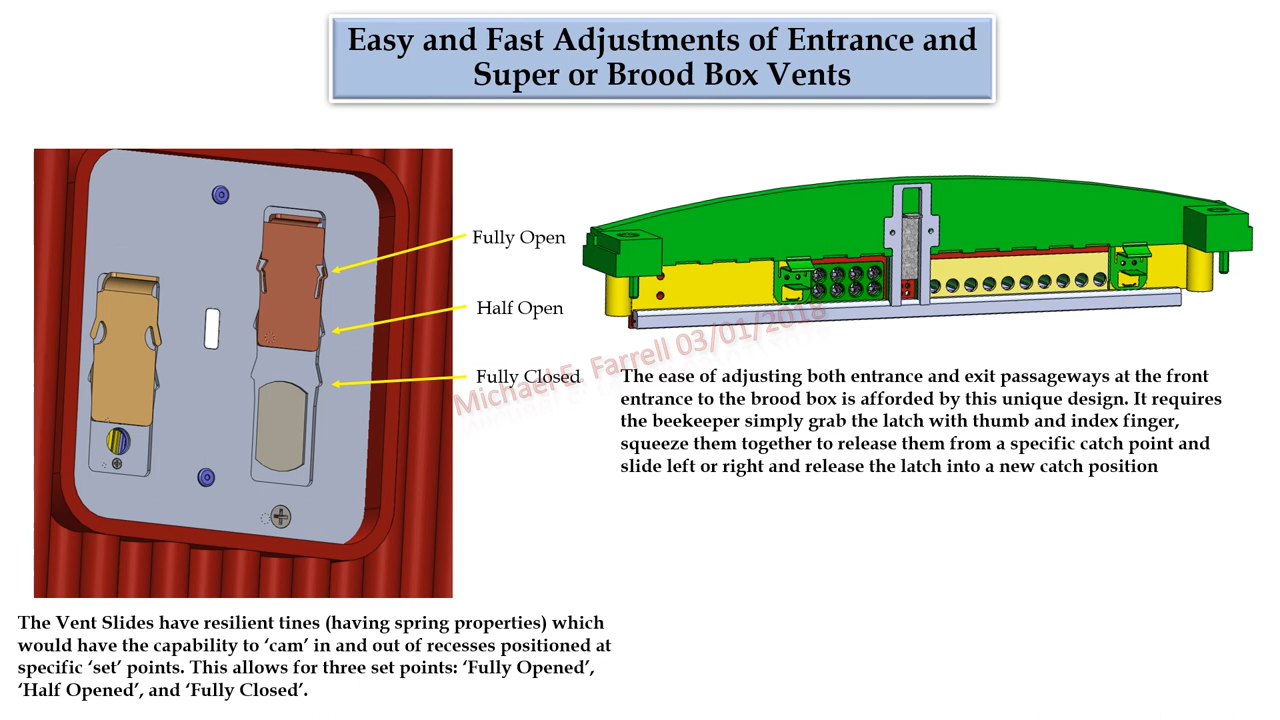 Easy and Fast Adjustments of Entrance and
Super or Brood Box Vents
Fully Open
Half Open
Fully Closed
Michael E. Farrell 03/01/2018
The ease of adjusting both entrance and exit passageways at the front
entrance to the brood box is afforded by this unique design. It requires
the beekeeper simply grab the latch with thumb and index finger,
squeeze them together to release them from a specific catch point and
slide left or right and release the latch into a new catch position
The Vent Slides have resilient tines (having spring properties) which
would have the capability to ‘cam’ in and out of recesses positioned at
specific ‘set’ points. This allows for three set points: ‘Fully Opened’,
‘Half Opened’, and ‘Fully Closed’.